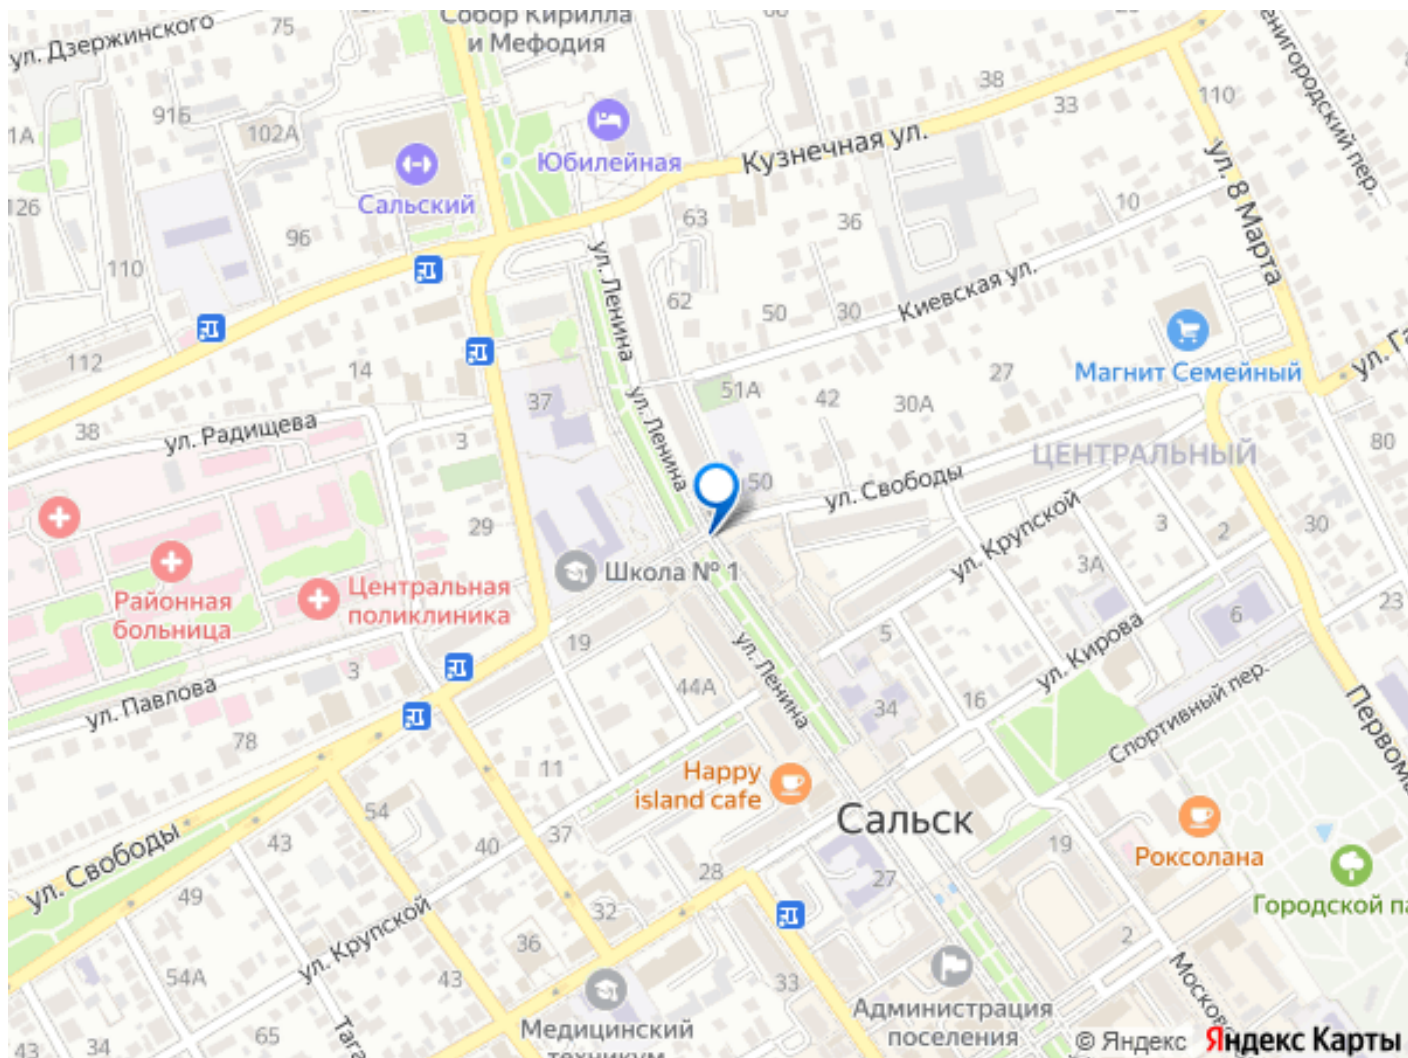 Собор Кирилла
и Мефодия
75
ул. Дзержинского
91Б
102А
1А
126
96
110
112
38
Сальский
Юбилейная
Кузнечная ул.
38
33
110
ул. 8 Марта
10
36
63
62
50
30
Киевская ул.
ул. Ленина
ул. Ленина
14
37
ул. Радищева
3
29
51А
42
30А
27
Магнит Семейный
80
ЦЕНТРАЛЬНЫЙ
50
ул. Свободы
ул. Крупской
3
2
30
3А
6
23
Школа № 1
Районная
больница
Центральная
поликлиника
19
5
ул. Кирова
ул. Павлова
3
78
44А
ул. Ленина
34
16
Спортивный пер.
11
Happy
island cafe
Сальск
54
43
40
37
ул. Свободы
49
28
27
19
Роксолана
Городской па
ул. Крупской
32
36
54А
43
33
2
Администрация
поселения
Медицинский
техникум
43
34
65
© Яндекс
Яндекс Карты